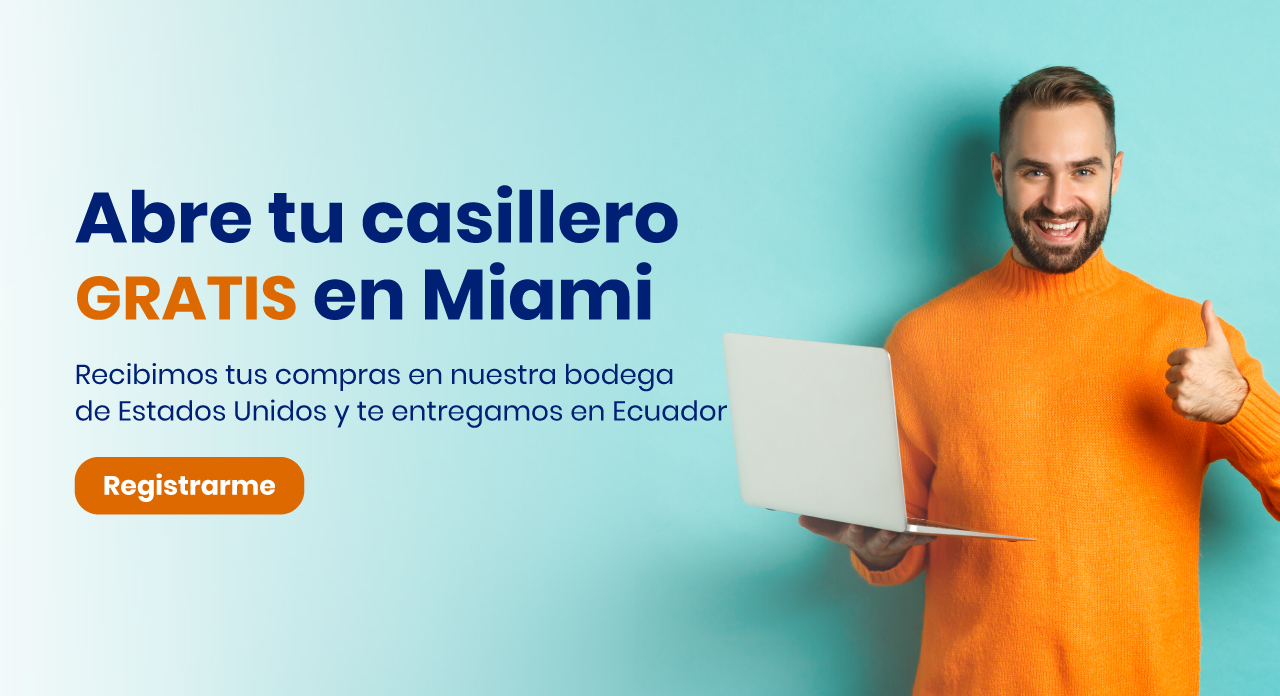 Abre tu casillero
GRATIS en Miami
Recibimos tus compras en nuestra bodega
de Estados Unidos y te entregamos en Ecuador
Registrarme